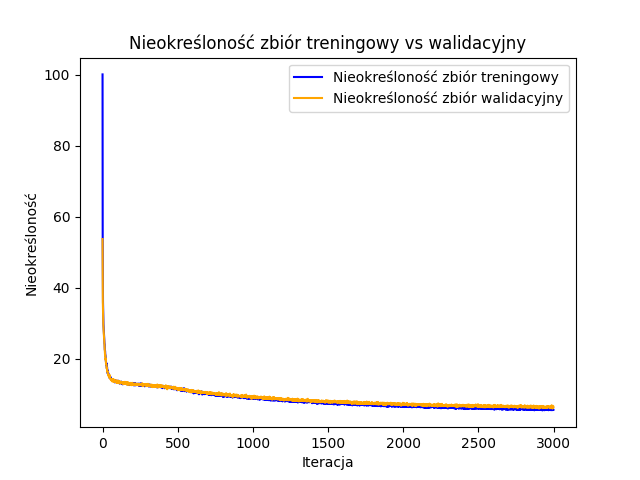 Nieokreśloność zbiór treningowy vs walidacyjny
Nieokreśloność zbiór treningowy
Nieokreśloność zbiór walidacyjny
100
80
60
40
20
Nieokreśloność
0 500 1000 1500 2000 2500 3000
Iteracja